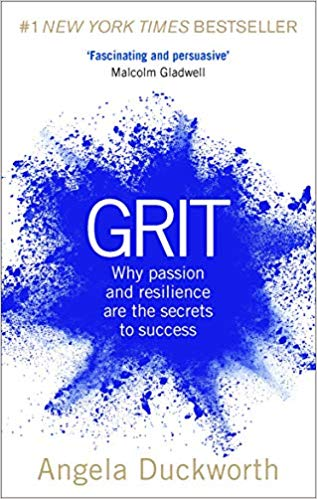 #1 NEW YORK TIMES BESTSELLER
‘Fascinating and persuasive’
Malcolm Gladwell
GRIT
Why passion
and resilience
are the secrets
to success
Angela Duckworth